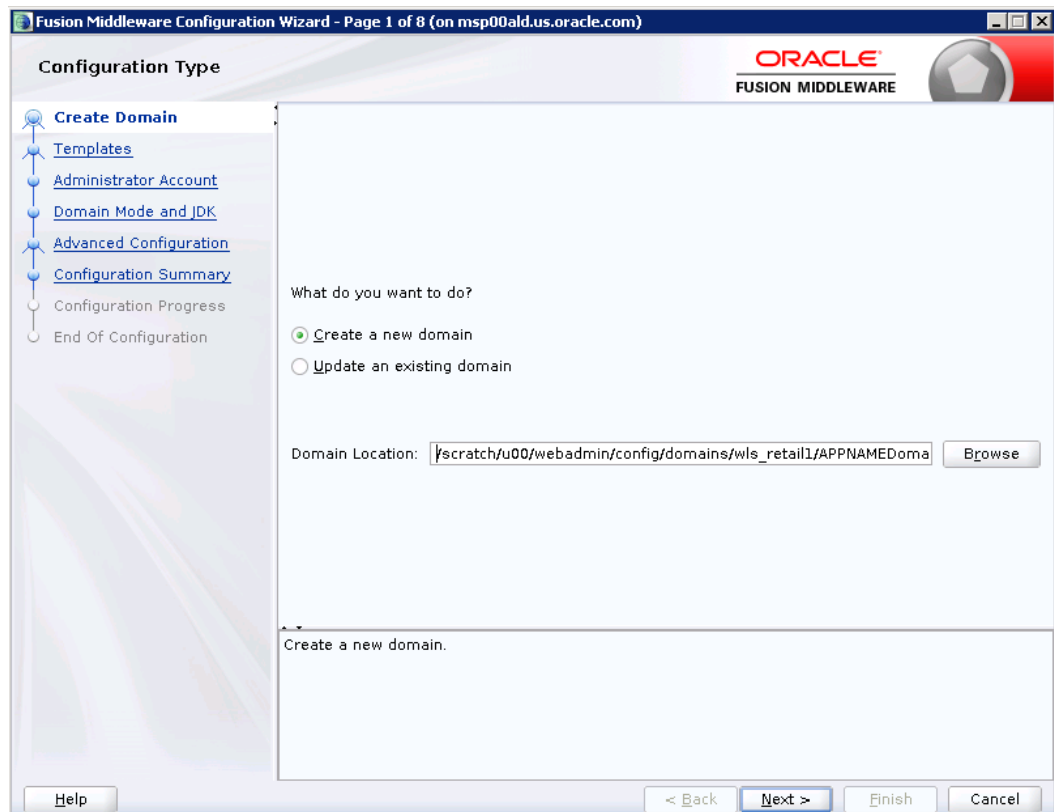 Fusion Middleware Configuration Wizard - Page 1 of 8 (on msp00ald.us.oracle.com)
Configuration Type
ORACLE
FUSION MIDDLEWARE
Create Domain
Templates
Administrator Account
Domain Mode and JDK
Advanced Configuration
Configuration Summary
Configuration Progress
End Of Configuration
What do you want to do?
Create a new domain
Update an existing domain
Domain Location: /scratch/u00/webadmin/config/domains/wls_retail1/APPNAMEDoma Browse
Create a new domain.
Help < Back Next > Finish Cancel